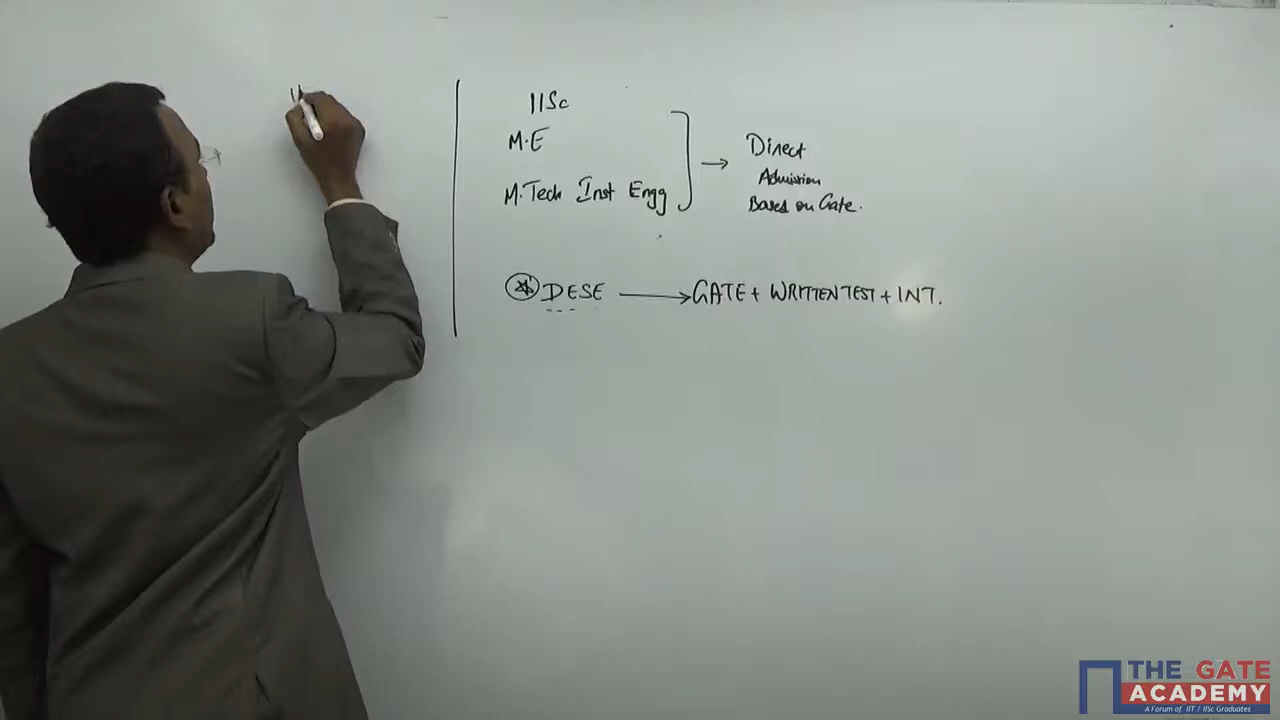 IISc
M.E
M.Tech Inst Engg
Direct
Admission
Bases on Gate.
DESE → GATE + WRITTEN TEST + INT.
THE GATE
ACADEMY
A Forum of IIT / IISc Graduates